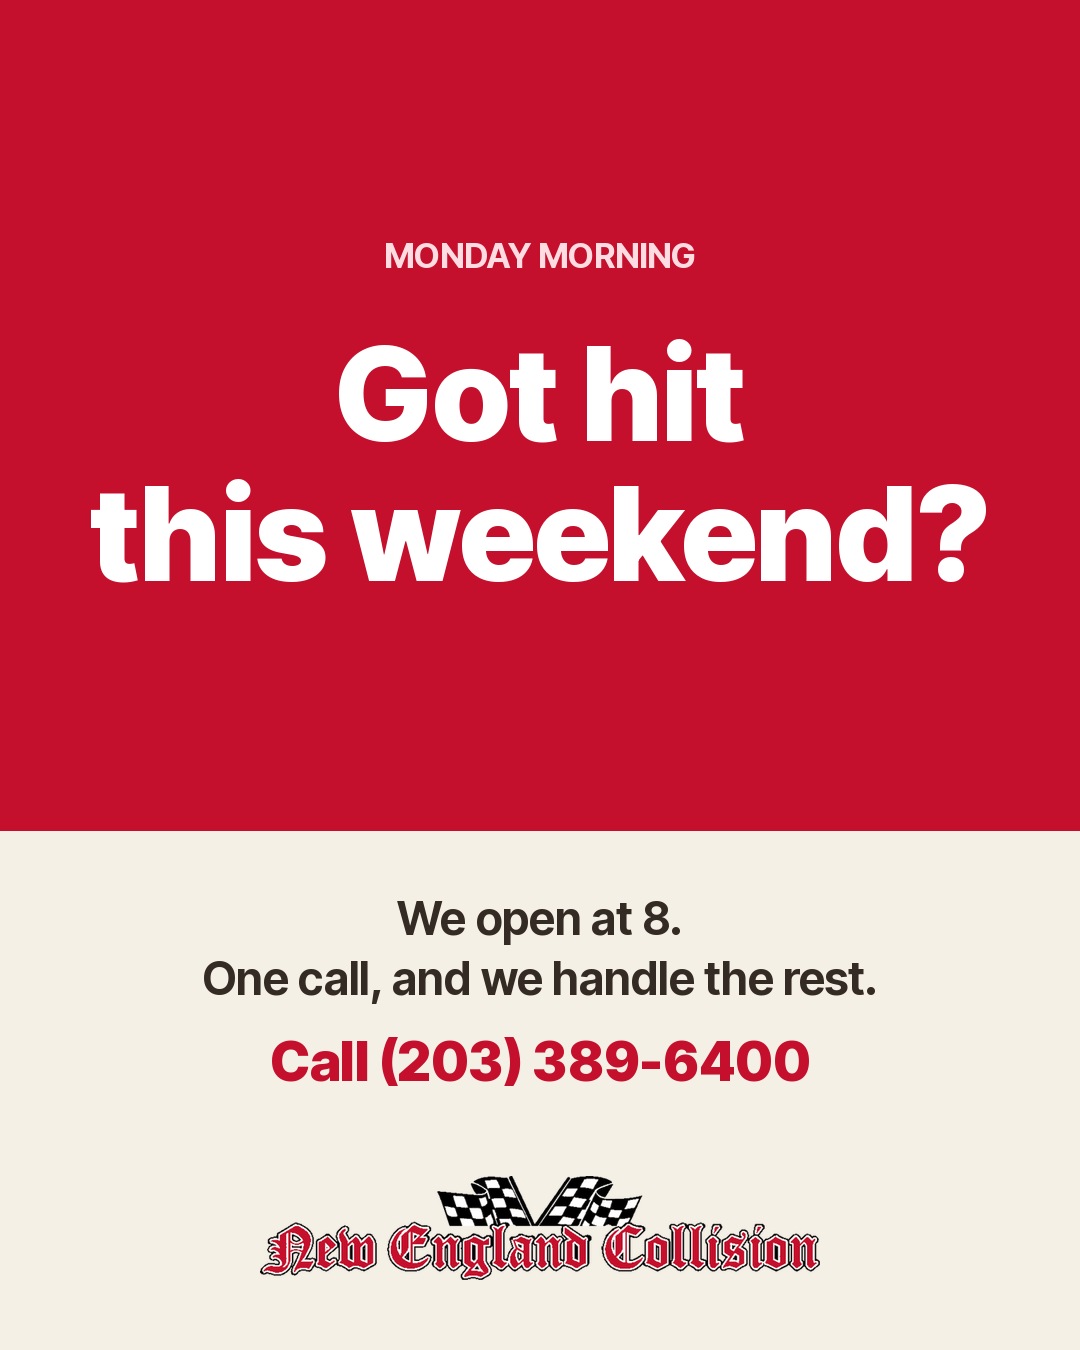 MONDAY MORNING
Got hit
this weekend?
We open at 8.
One call, and we handle the rest.
Call (203) 389-6400
New England Collision